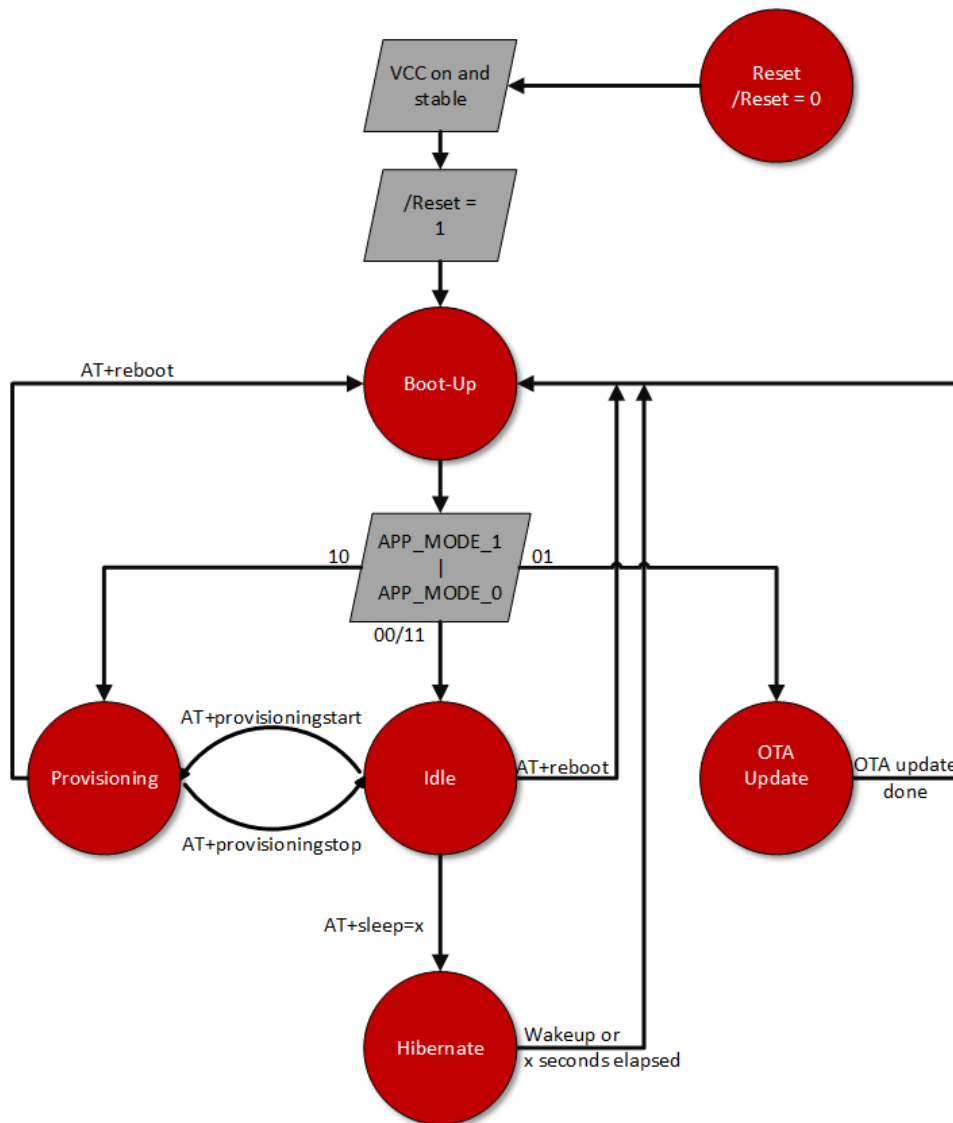 VCC on and
stable
Reset
/Reset = 0
/Reset =
1
AT+reboot
Boot-Up
10
APP_MODE_1
|
APP_MODE_0
01
00/11
AT+provisioningstart
Provisioning
Idle
AT+reboot
OTA
Update
OTA update
done
AT+provisioningstop
AT+sleep=x
Hibernate
Wakeup or
x seconds elapsed